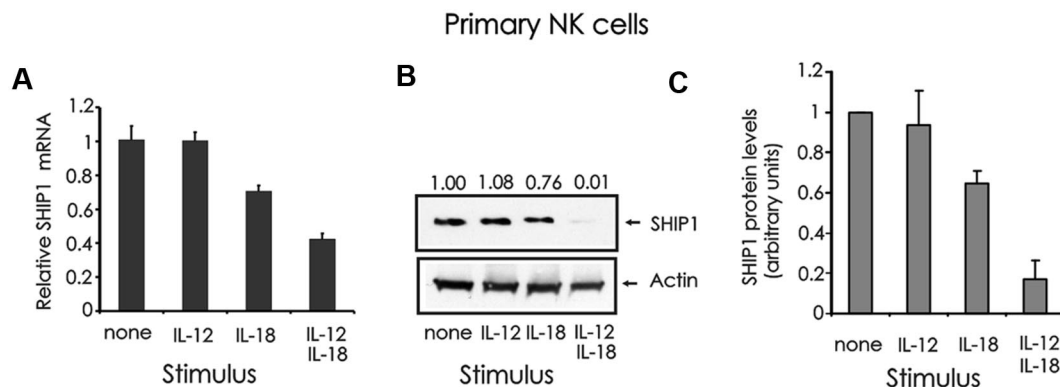 Primary NK cells
A
Relative SHIP1 mRNA
1.2
1
0.8
0.6
0.4
0.2
0
none IL-12 IL-18 IL-12
IL-18
Stimulus
B
1.00 1.08 0.76 0.01
SHIP1
Actin
none IL-12 IL-18 IL-12
IL-18
Stimulus
C
SHIP1 protein levels
(arbitrary units)
1.2
1
0.8
0.6
0.4
0.2
0
none IL-12 IL-18 IL-12
IL-18
Stimulus